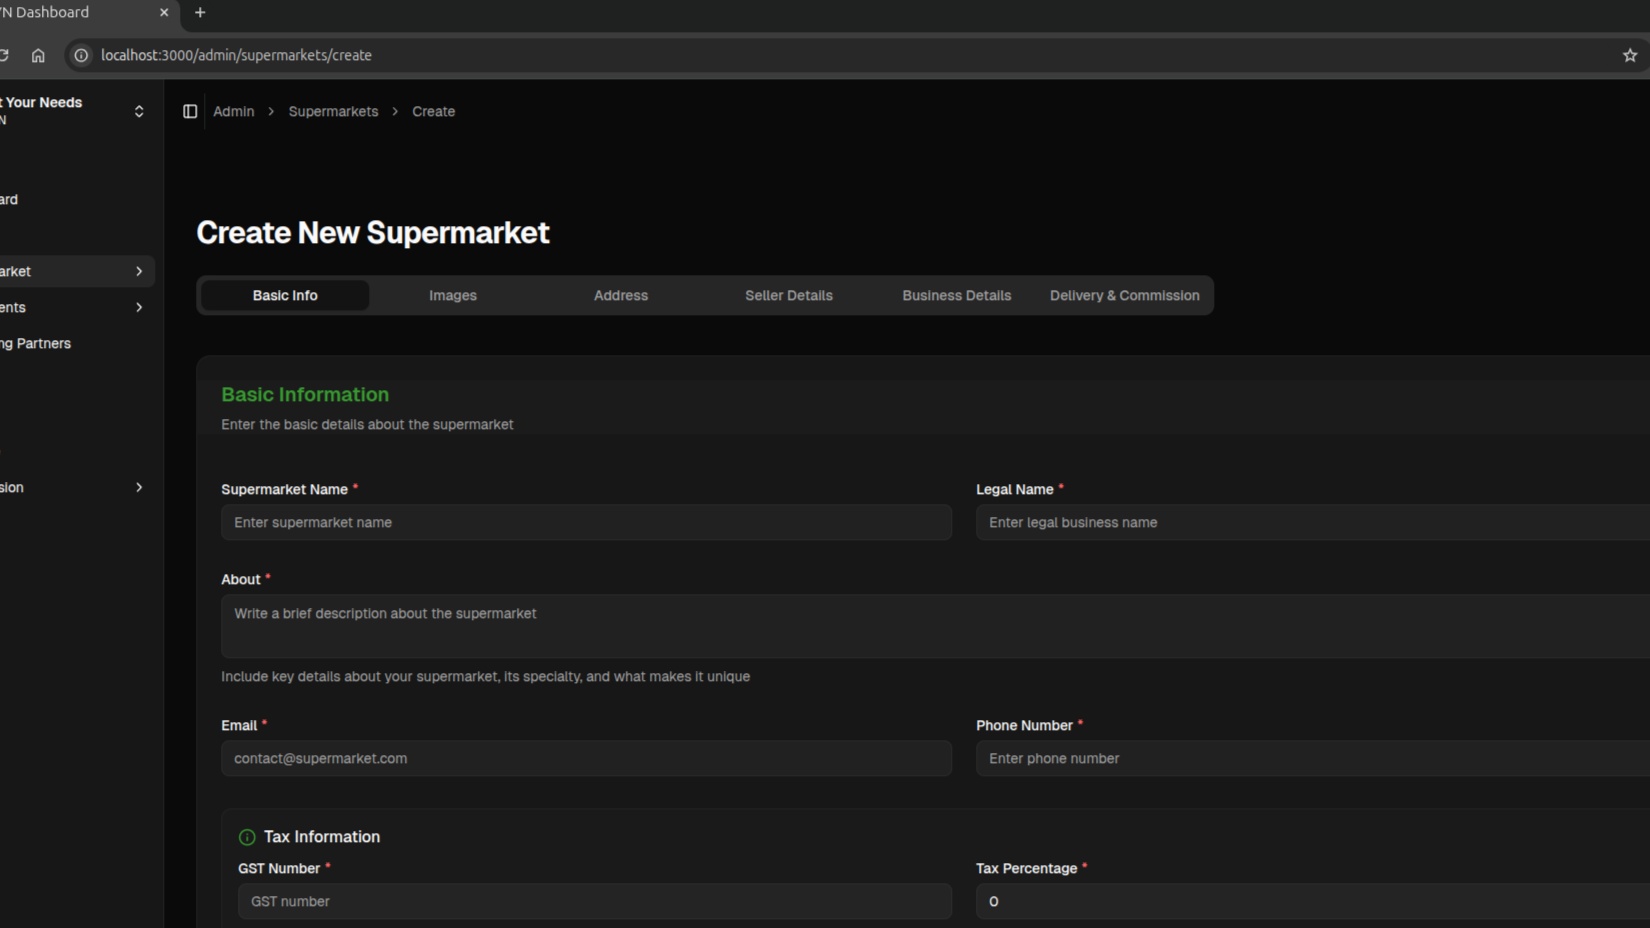 N Dashboard
localhost:3000/admin/supermarkets/create
t Your Needs
N
Admin > Supermarkets > Create
ard
Create New Supermarket
arket
Basic Info Images Address Seller Details Business Details Delivery & Commission
ents
ng Partners
Basic Information
Enter the basic details about the supermarket
sion
Supermarket Name * Legal Name *
Enter supermarket name Enter legal business name
About *
Write a brief description about the supermarket
Include key details about your supermarket, its specialty, and what makes it unique
Email * Phone Number *
contact@supermarket.com Enter phone number
Tax Information
GST Number * Tax Percentage *
GST number 0